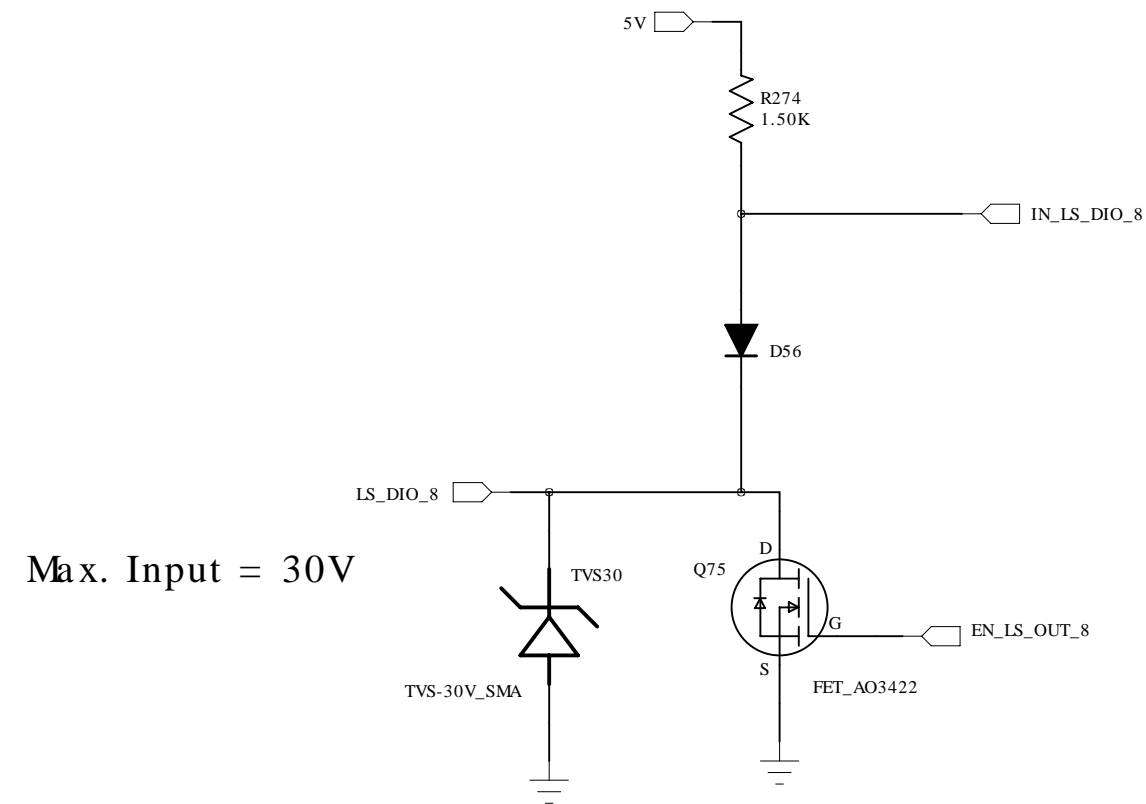 5V
R274
1.50K
IN_LS_DIO_8
D56
LS_DIO_8
Max. Input = 30V
TVS30
TVS-30V_SMA
Q75
D
G
S
EN_LS_OUT_8
FET_AO3422